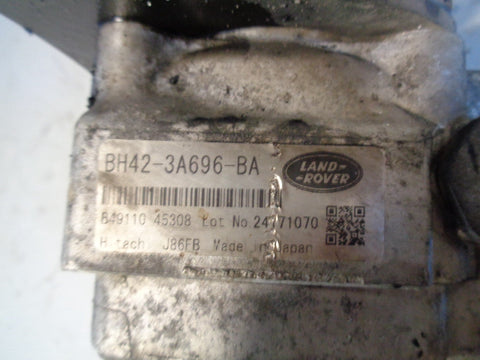 BH42-3A696-BA
LAND-
-ROVER
649110 45308 Lot No.24771070
H-tech. J86FB Made in Japan